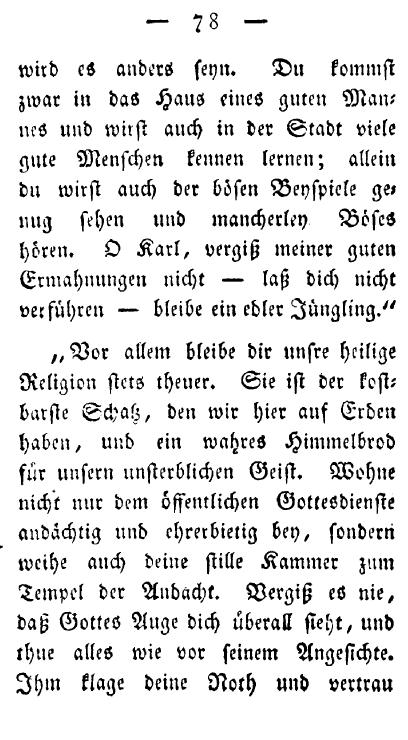 — 78 —
wird es anders seyn. Du kommst
zwar in das Haus eines guten Man-
nes und wirst auch in der Stadt viele
gute Menschen kennen lernen; allein
du wirst auch der bösen Beyspiele ge-
nug sehen und mancherley Böses
hören. O Karl, vergiß meiner guten
Ermahnungen nicht — laß dich nicht
verführen — bleibe ein edler Jüngling.“
„Vor allem bleibe dir unsre heilige
Religion stets theuer. Sie ist der kost-
barste Schatz, den wir hier auf Erden
haben, und ein wahres Himmelbrod
für unsern unsterblichen Geist. Wohne
nicht nur dem öffentlichen Gottesdienste
andächtig und ehrerbietig bey, sondern
weihe auch deine stille Kammer zum
Tempel der Andacht. Vergiß es nie,
daß Gottes Auge dich überall sieht, und
thue alles wie vor seinem Angesichte.
Ihm klage deine Noth und vertrau